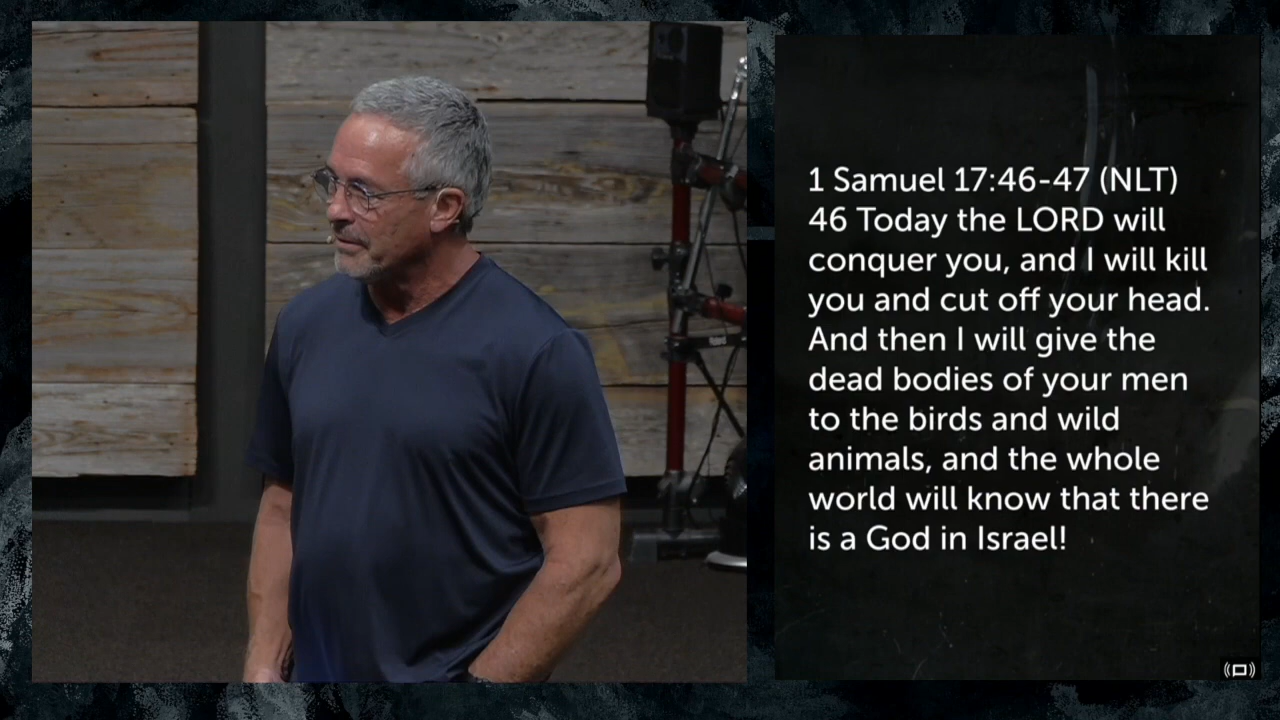 1 Samuel 17:46-47 (NLT)
46 Today the LORD will
conquer you, and I will kill
you and cut off your head.
And then I will give the
dead bodies of your men
to the birds and wild
animals, and the whole
world will know that there
is a God in Israel!